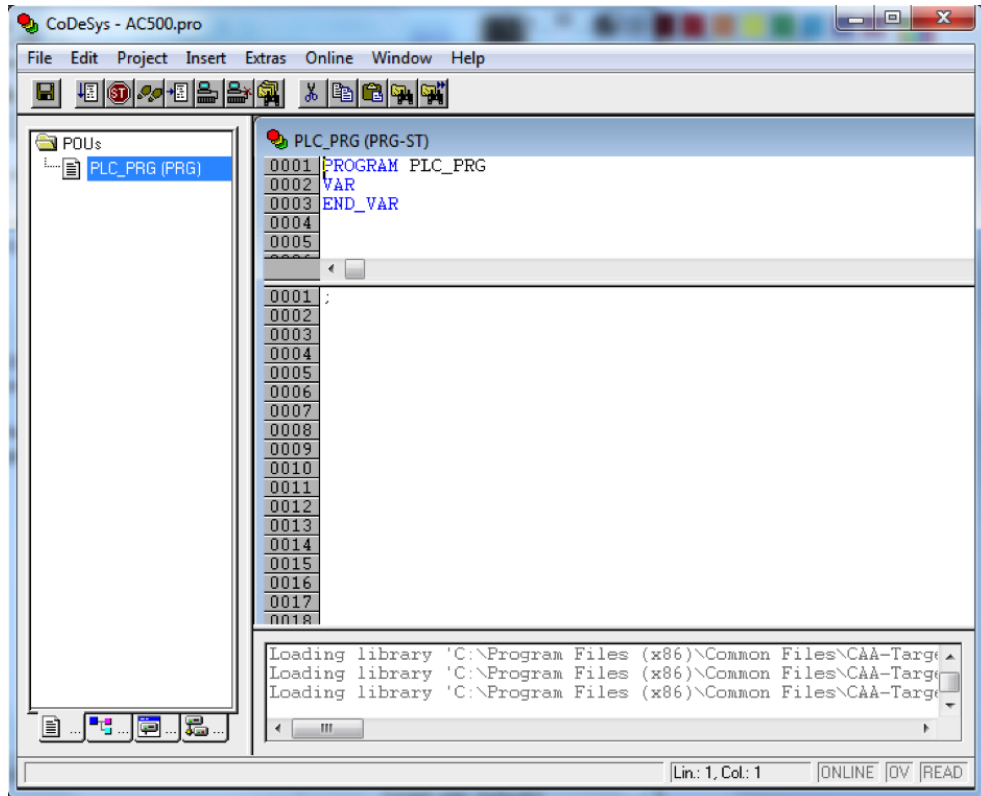 CoDeSys - AC500.pro
File Edit Project Insert Extras Online Window Help
POUs
PLC_PRG (PRG)
PLC_PRG (PRG-ST)
0001 PROGRAM PLC_PRG
0002 VAR
0003 END_VAR
0004
0005
0001 ;
0002
0003
0004
0005
0006
0007
0008
0009
0010
0011
0012
0013
0014
0015
0016
0017
0018
Loading library 'C:\Program Files (x86)\Common Files\CAA-Targe
Loading library 'C:\Program Files (x86)\Common Files\CAA-Targe
Loading library 'C:\Program Files (x86)\Common Files\CAA-Targe
... ... ... ...
Lin.: 1, Col.: 1 ONLINE OV READ